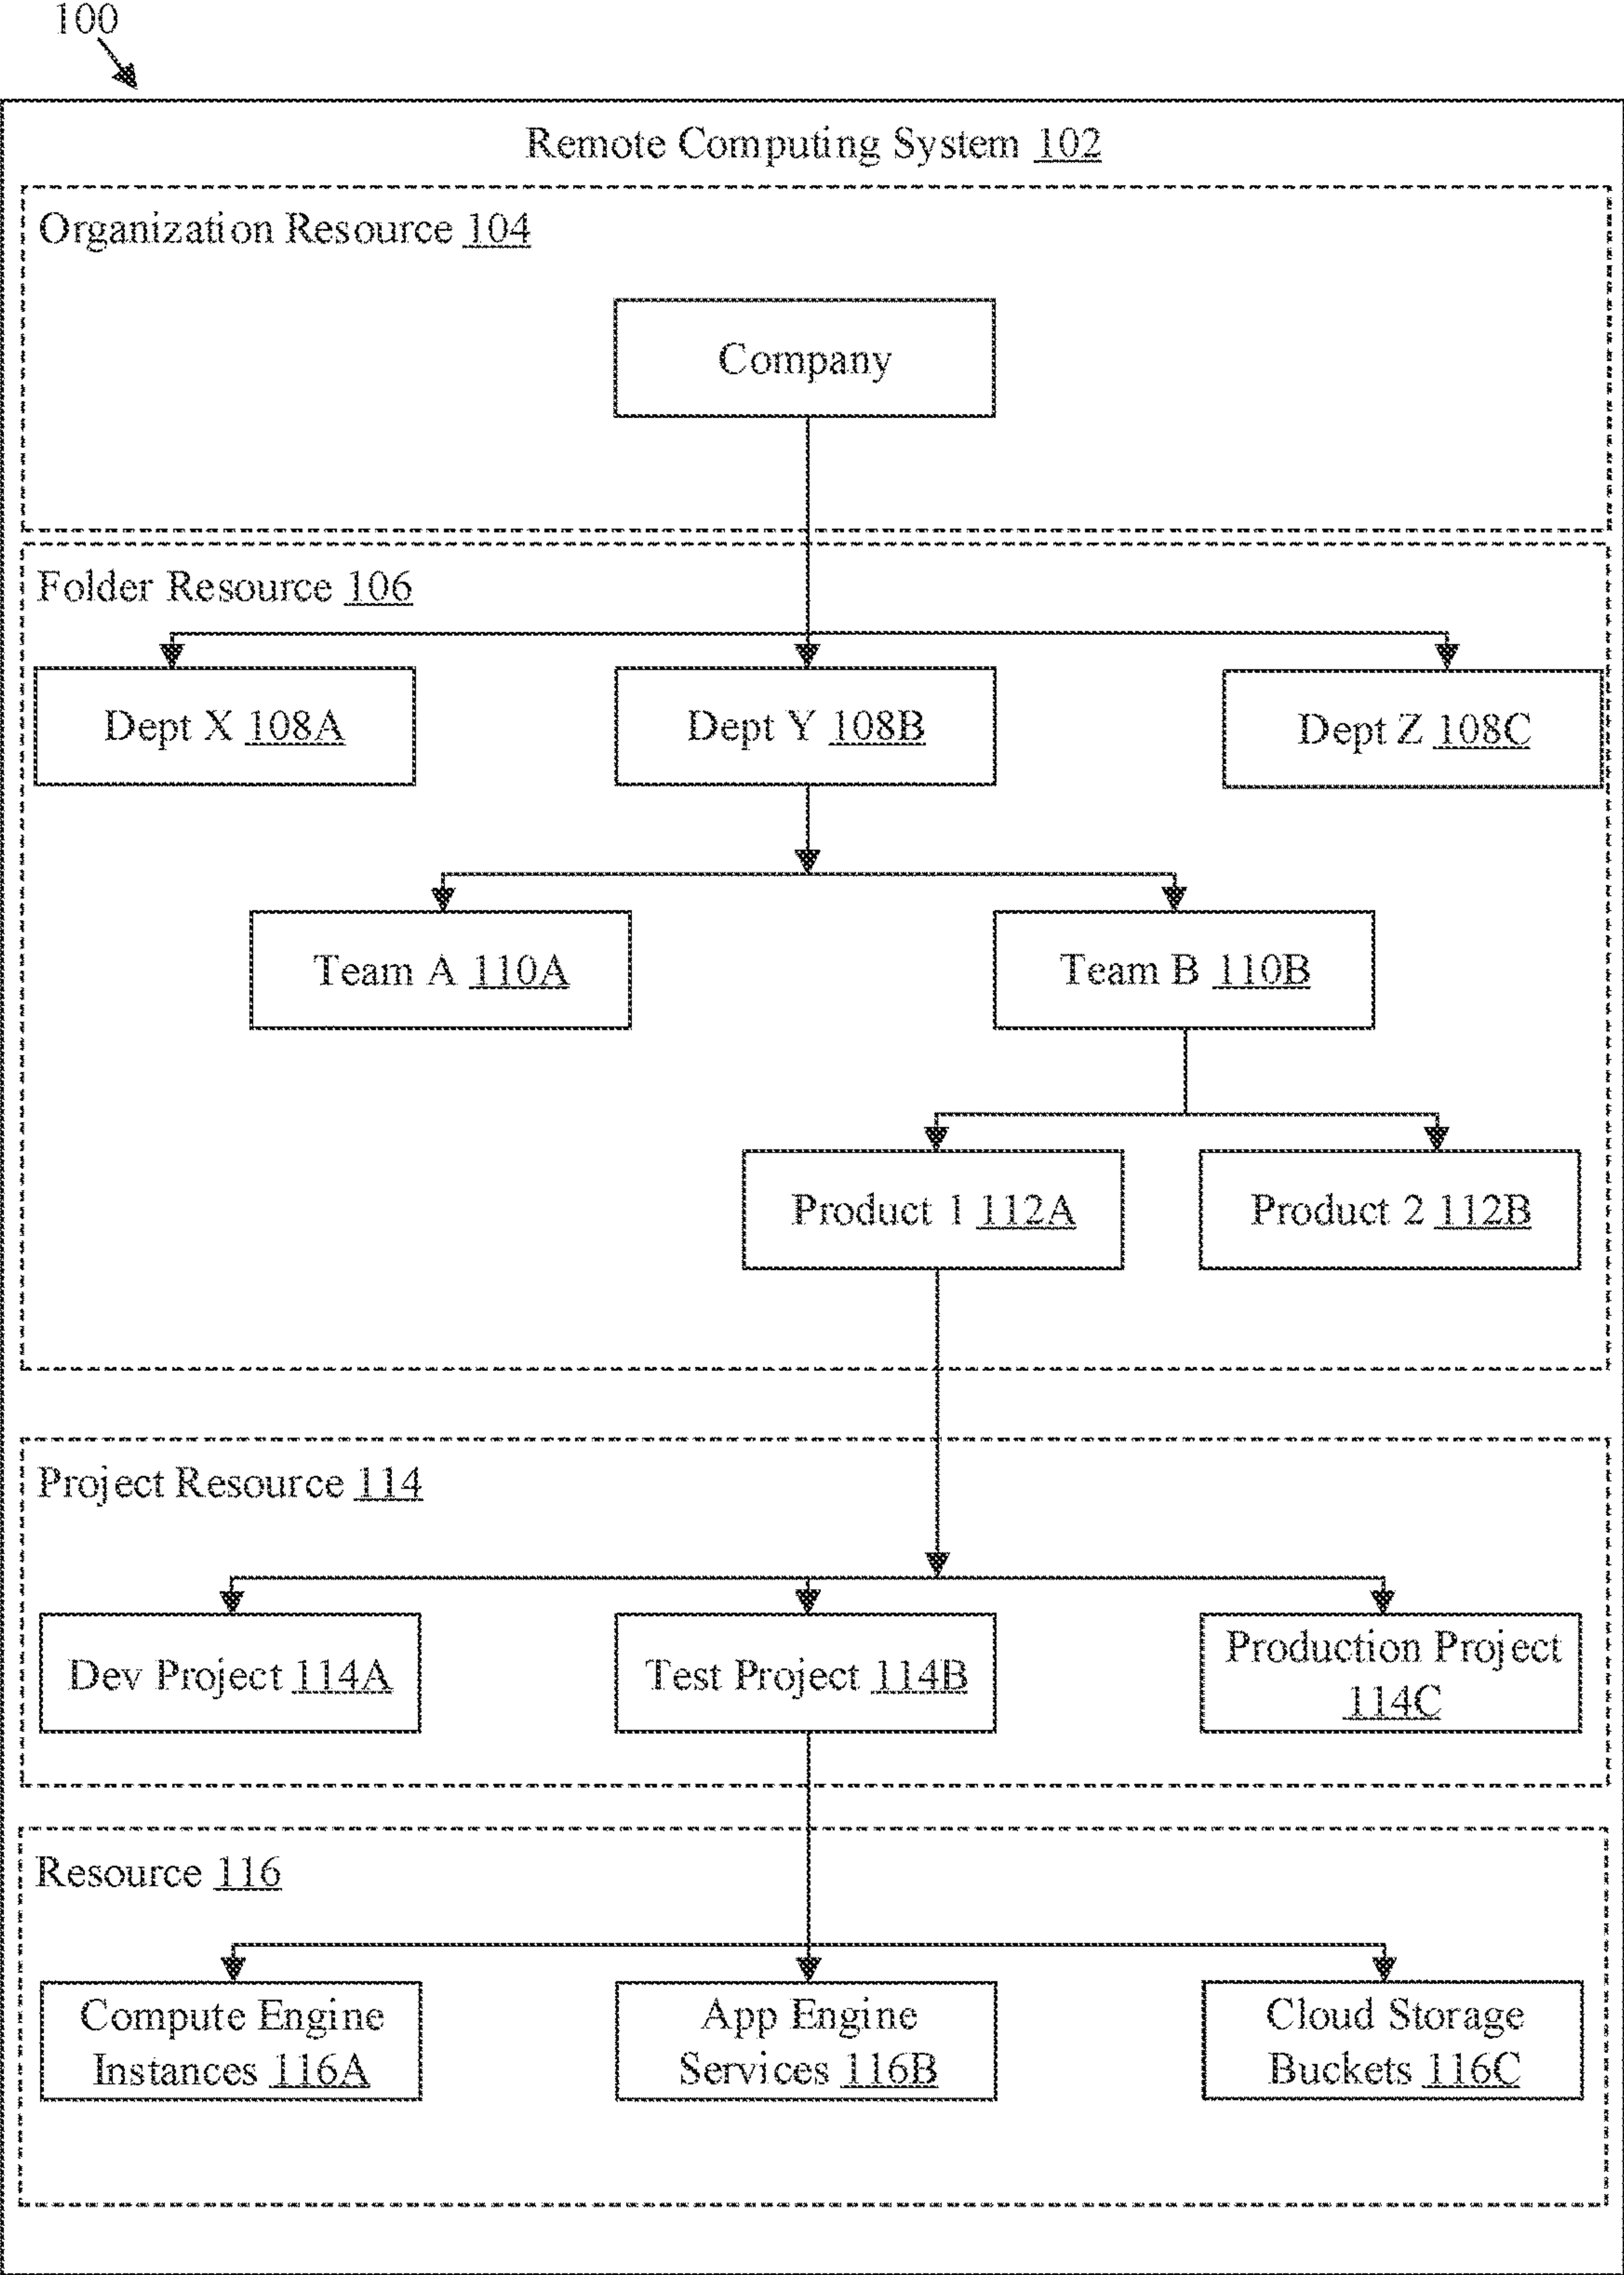 100
Remote Computing System 102
Organization Resource 104
Company
Folder Resource 106
Dept X 108A
Dept Y 108B
Dept Z 108C
Team A 110A
Team B 110B
Product 1 112A
Product 2 112B
Project Resource 114
Dev Project 114A
Test Project 114B
Production Project
114C
Resource 116
Compute Engine
Instances 116A
App Engine
Services 116B
Cloud Storage
Buckets 116C